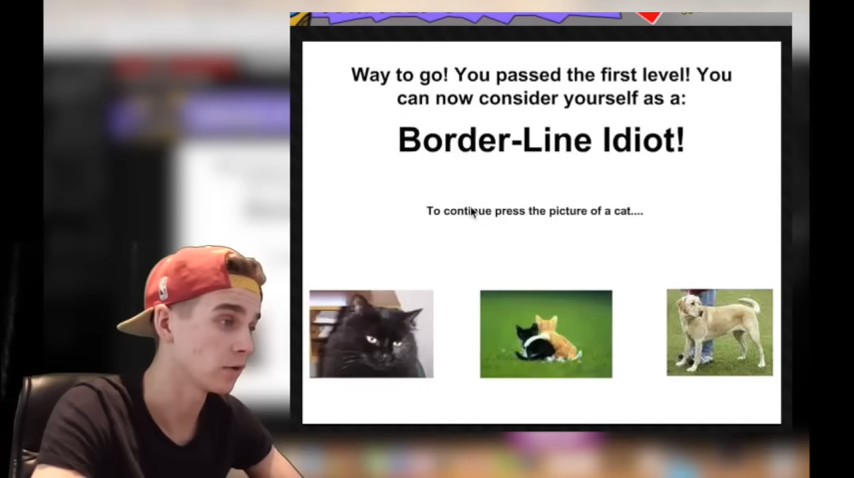 Way to go! You passed the first level! You
can now consider yourself as a:
Border-Line Idiot!
To continue press the picture of a cat....